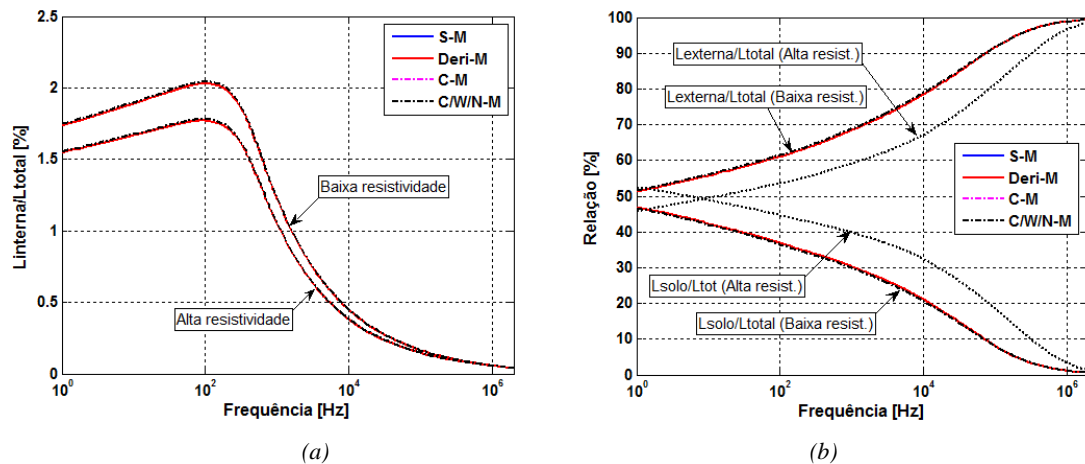 2.5
2
1.5
1
0.5
0
Linterna/Ltotal [%]
S-M
Deri-M
C-M
C/W/N-M
Baixa resistividade
Alta resistividade
10^0
10^2
10^4
10^6
Frequência [Hz]
(a)
100
90
80
70
60
50
40
30
20
10
0
Relação [%]
Lexterna/Ltotal (Alta resist.)
Lexterna/Ltotal (Baixa resist.)
S-M
Deri-M
C-M
C/W/N-M
Lsolo/Ltot (Alta resist.)
Lsolo/Ltotal (Baixa resist.)
10^0
10^2
10^4
10^6
Frequência [Hz]
(b)